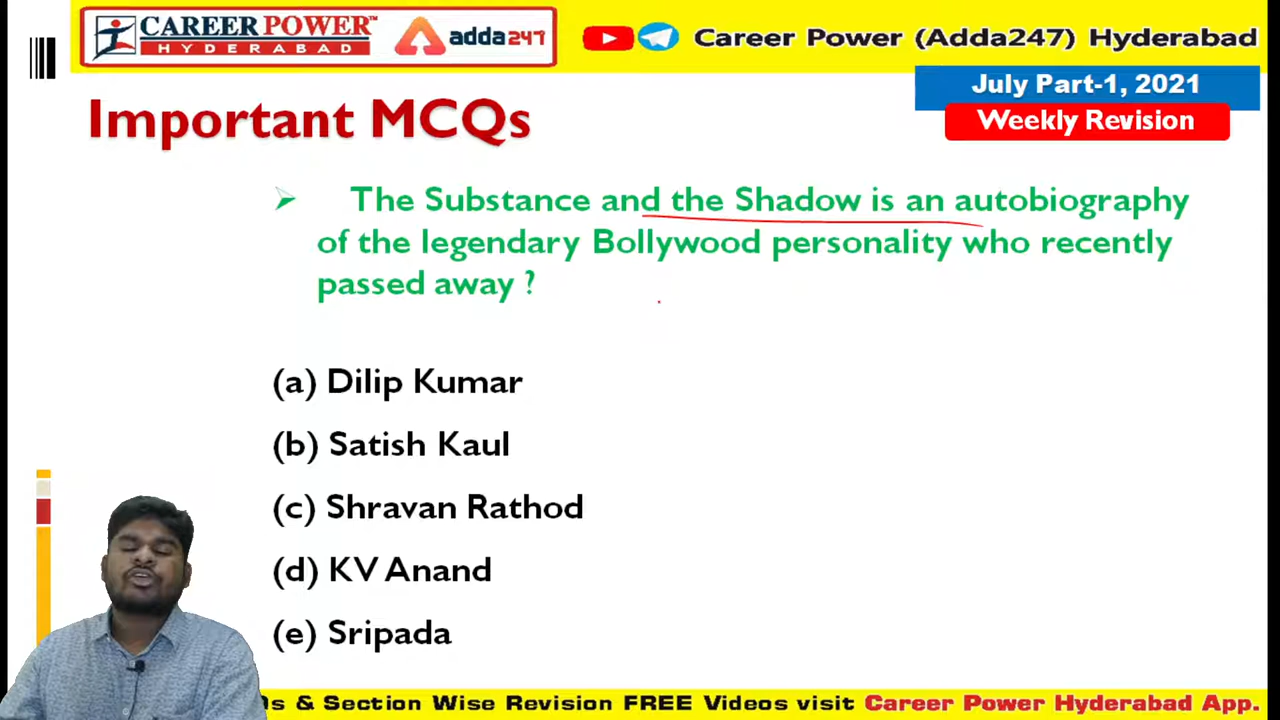 CAREER POWER™
HYDERABAD
adda247
Career Power (Adda247) Hyderabad
July Part-1, 2021
Weekly Revision
Important MCQs
The Substance and the Shadow is an autobiography
of the legendary Bollywood personality who recently
passed away ?
(a) Dilip Kumar
(b) Satish Kaul
(c) Shravan Rathod
(d) KV Anand
(e) Sripada
& Section Wise Revision FREE Videos visit Career Power Hyderabad App.